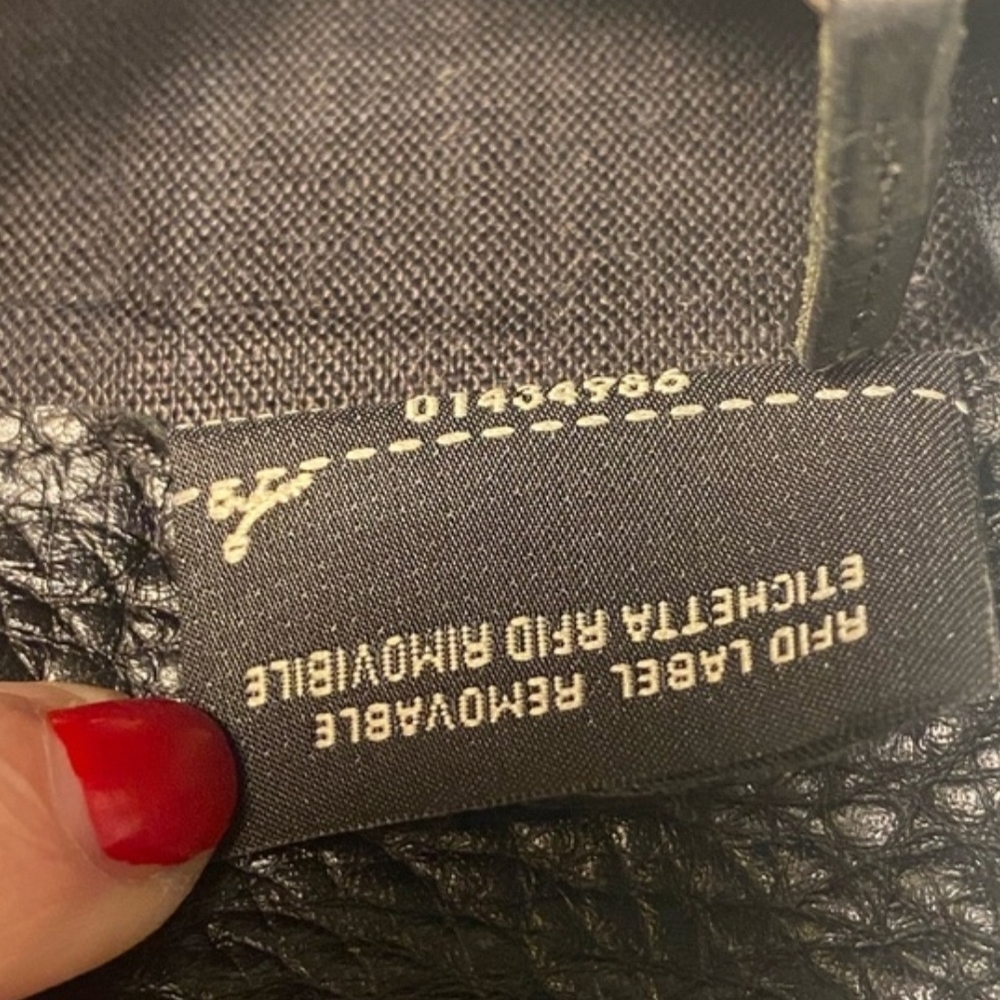 01434986
RFID LABEL REMOVABLE
ETICHETTA RFID RIMOVIBILE